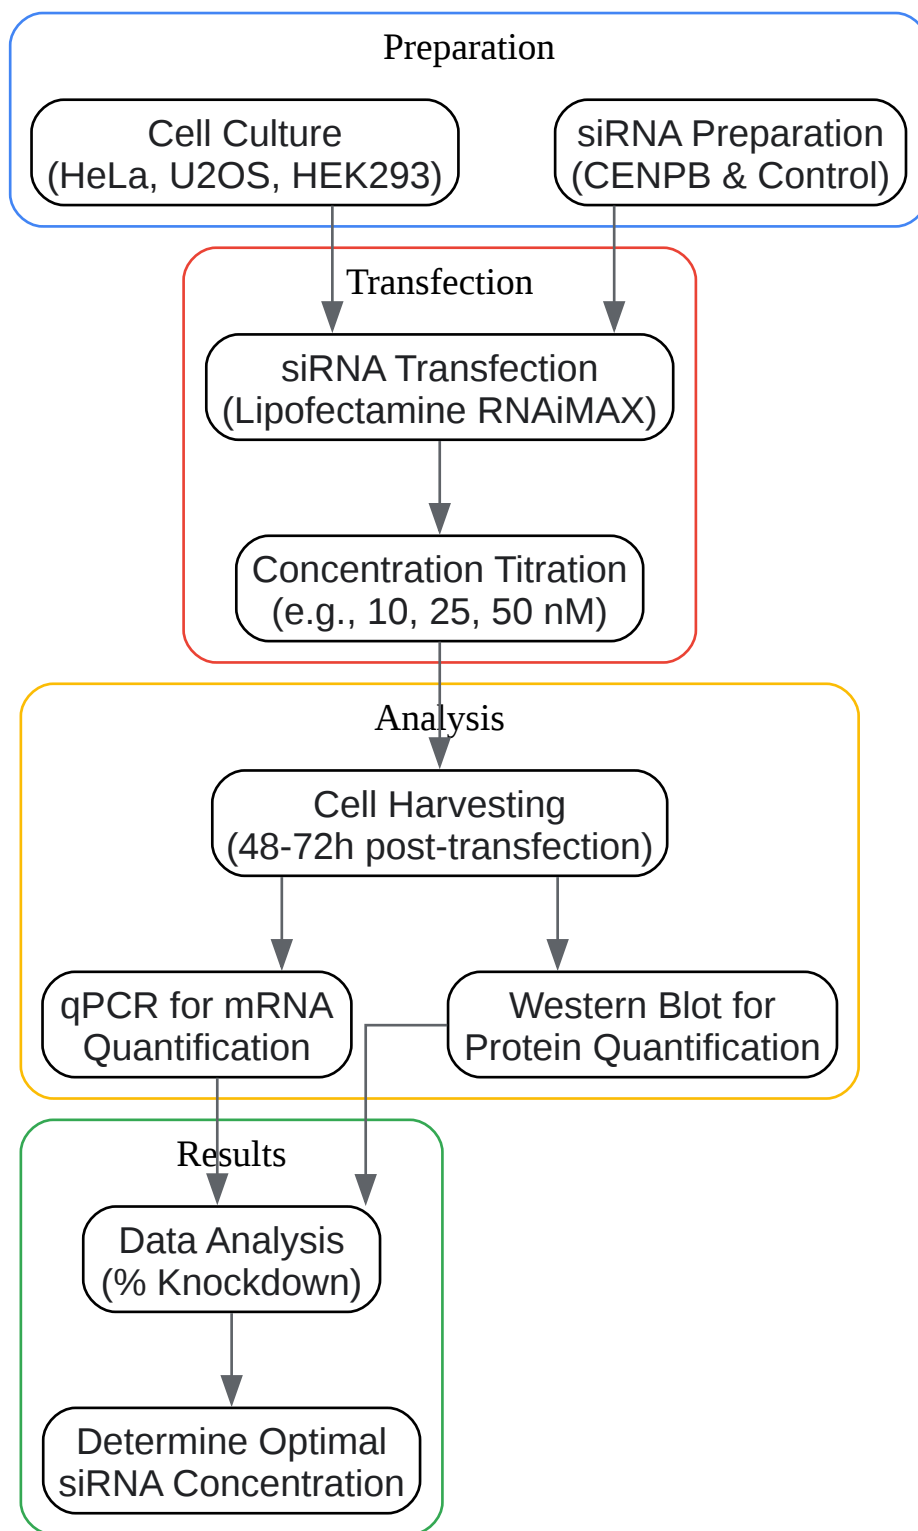 Preparation
Cell Culture
(HeLa, U2OS, HEK293)
siRNA Preparation
(CENPB & Control)
Transfection
siRNA Transfection
(Lipofectamine RNAiMAX)
Concentration Titration
(e.g., 10, 25, 50 nM)
Analysis
Cell Harvesting
(48-72h post-transfection)
qPCR for mRNA
Quantification
Western Blot for
Protein Quantification
Results
Data Analysis
(% Knockdown)
Determine Optimal
siRNA Concentration